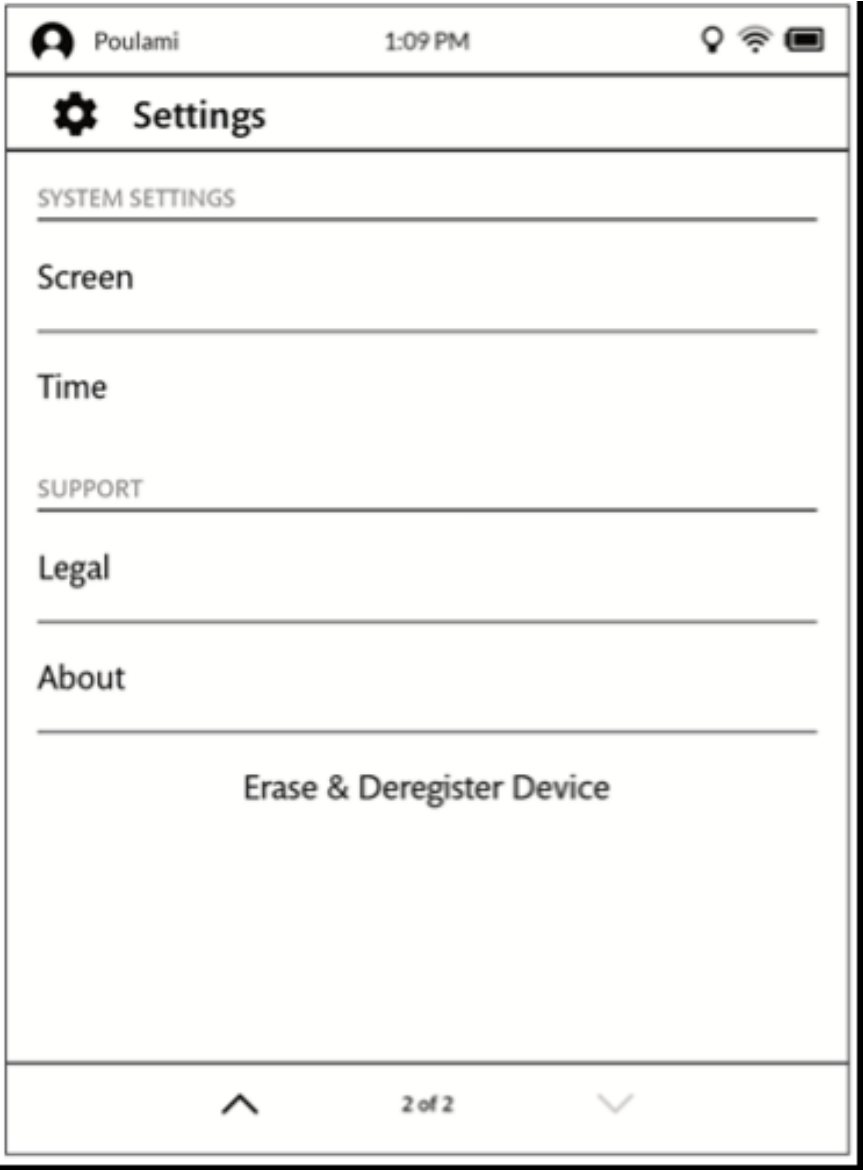 Poulami 1:09 PM
Settings
SYSTEM SETTINGS
Screen
Time
SUPPORT
Legal
About
Erase & Deregister Device
2 of 2